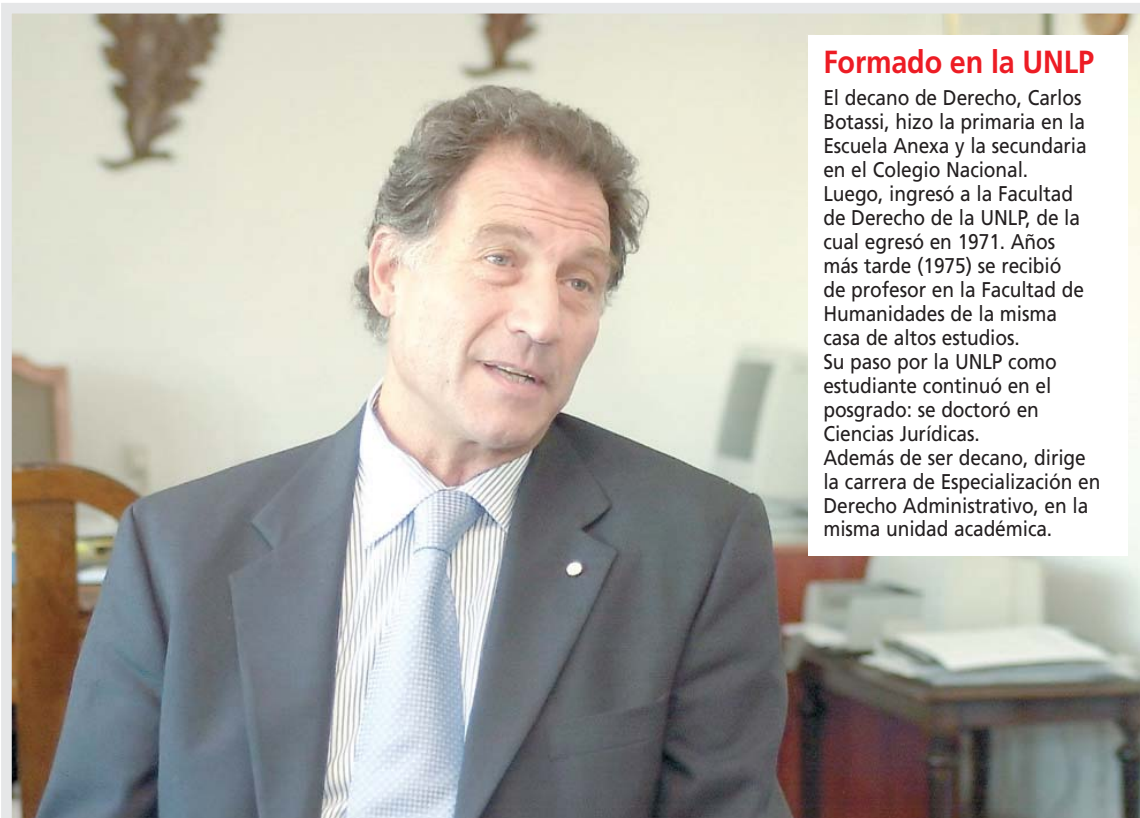 Formado en la UNLP
El decano de Derecho, Carlos
Botassi, hizo la primaria en la
Escuela Anexa y la secundaria
en el Colegio Nacional.
Luego, ingresó a la Facultad
de Derecho de la UNLP, de la
cual egresó en 1971. Años
más tarde (1975) se recibió
de profesor en la Facultad de
Humanidades de la misma
casa de altos estudios.
Su paso por la UNLP como
estudiante continuó en el
posgrado: se doctoró en
Ciencias Jurídicas.
Además de ser decano, dirige
la carrera de Especialización en
Derecho Administrativo, en la
misma unidad académica.